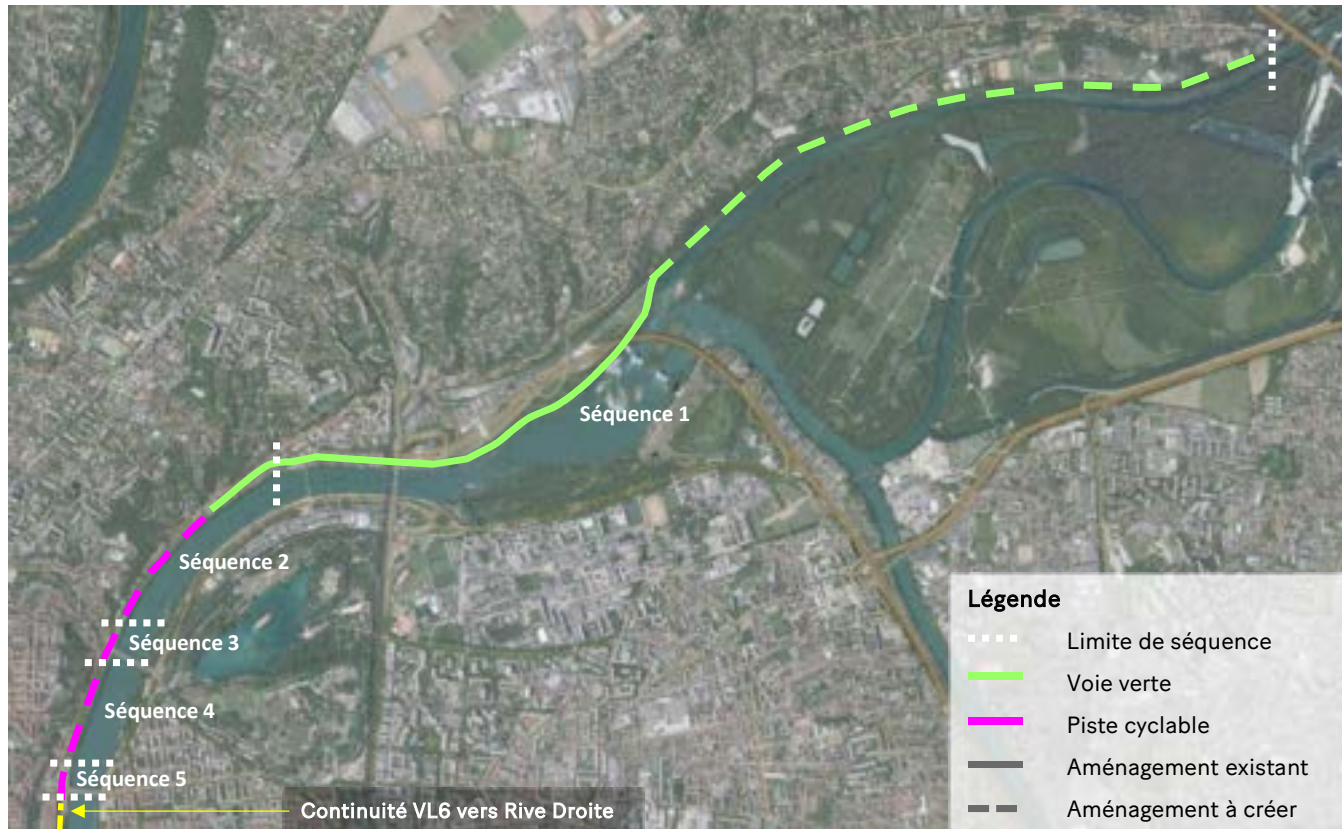 Séquence 1
Séquence 2
Séquence 3
Séquence 4
Séquence 5
Continuité VL6 vers Rive Droite
Légende
Limite de séquence
Voie verte
Piste cyclable
Aménagement existant
Aménagement à créer